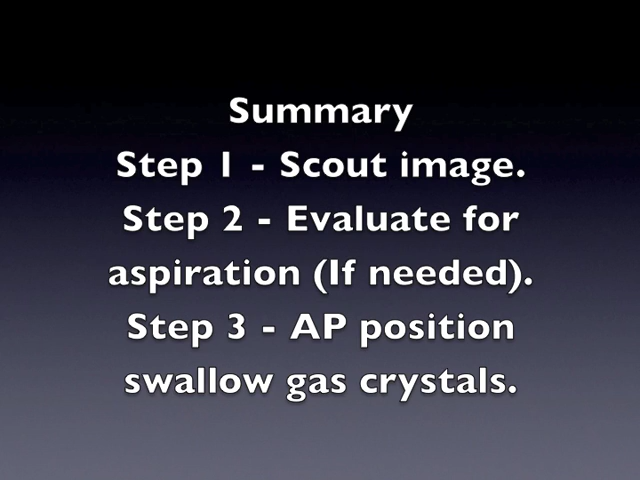 Summary
Step 1 - Scout image.
Step 2 - Evaluate for
aspiration (If needed).
Step 3 - AP position
swallow gas crystals.